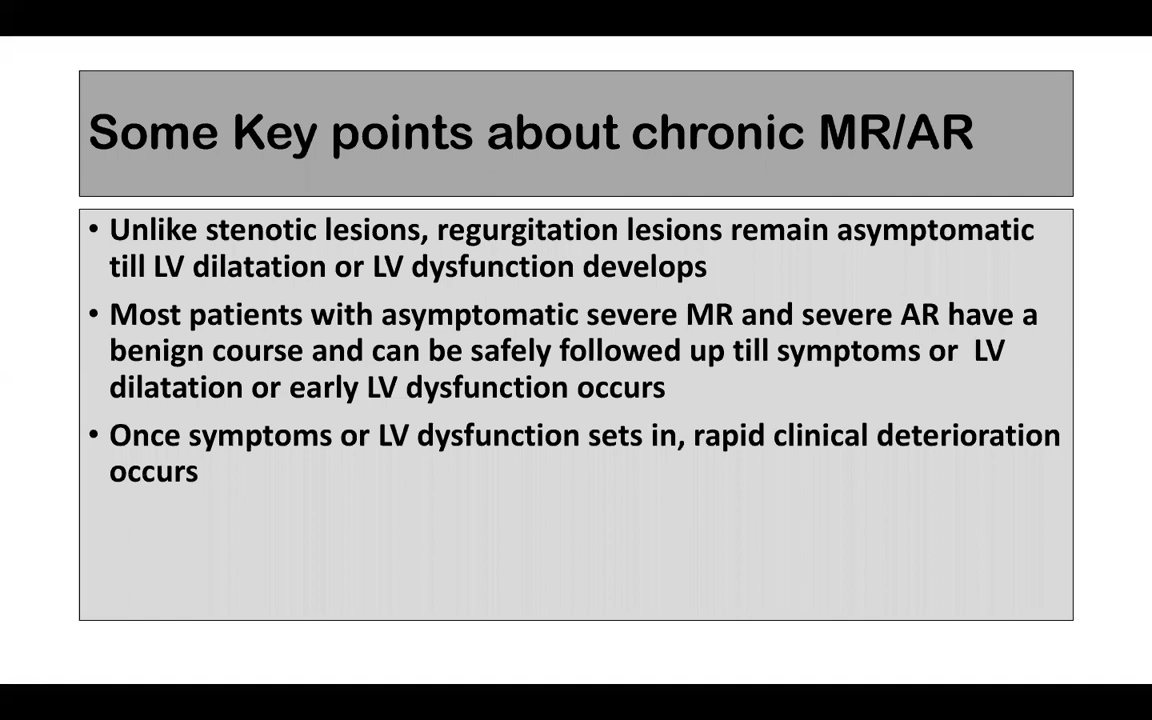 Some Key points about chronic MR/AR
• Unlike stenotic lesions, regurgitation lesions remain asymptomatic
till LV dilatation or LV dysfunction develops
• Most patients with asymptomatic severe MR and severe AR have a
benign course and can be safely followed up till symptoms or  LV
dilatation or early LV dysfunction occurs
• Once symptoms or LV dysfunction sets in, rapid clinical deterioration
occurs